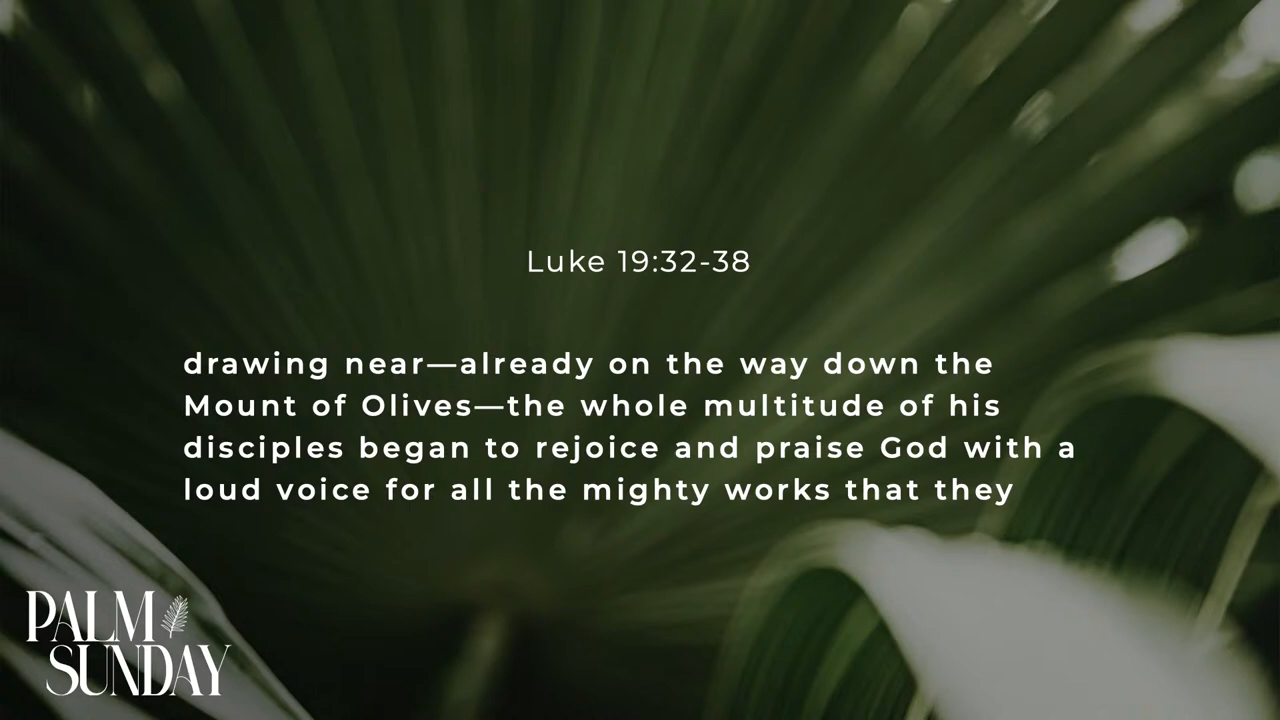 Luke 19:32-38
drawing near—already on the way down the
Mount of Olives—the whole multitude of his
disciples began to rejoice and praise God with a
loud voice for all the mighty works that they
PALM
SUNDAY